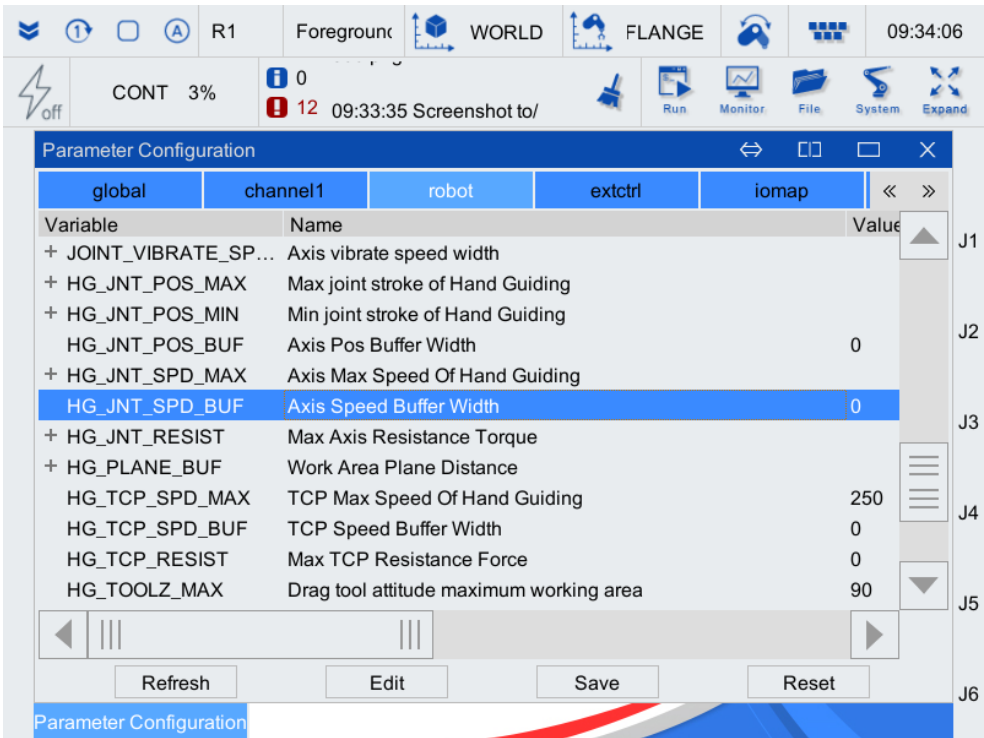 R1 Foregroun WORLD FLANGE 09:34:06
off CONT 3% 0
12 09:33:35 Screenshot to/
Run Monitor File System Expand
Parameter Configuration
global channel1 robot extctrl iomap
Variable Name Value
JOINT_VIBRATE_SP... Axis vibrate speed width
HG_JNT_POS_MAX Max joint stroke of Hand Guiding
HG_JNT_POS_MIN Min joint stroke of Hand Guiding
HG_JNT_POS_BUF Axis Pos Buffer Width 0
HG_JNT_SPD_MAX Axis Max Speed Of Hand Guiding
HG_JNT_SPD_BUF Axis Speed Buffer Width 0
HG_JNT_RESIST Max Axis Resistance Torque
HG_PLANE_BUF Work Area Plane Distance
HG_TCP_SPD_MAX TCP Max Speed Of Hand Guiding 250
HG_TCP_SPD_BUF TCP Speed Buffer Width 0
HG_TCP_RESIST Max TCP Resistance Force 0
HG_TOOLZ_MAX Drag tool attitude maximum working area 90
J1
J2
J3
J4
J5
J6
Refresh Edit Save Reset
Parameter Configuration